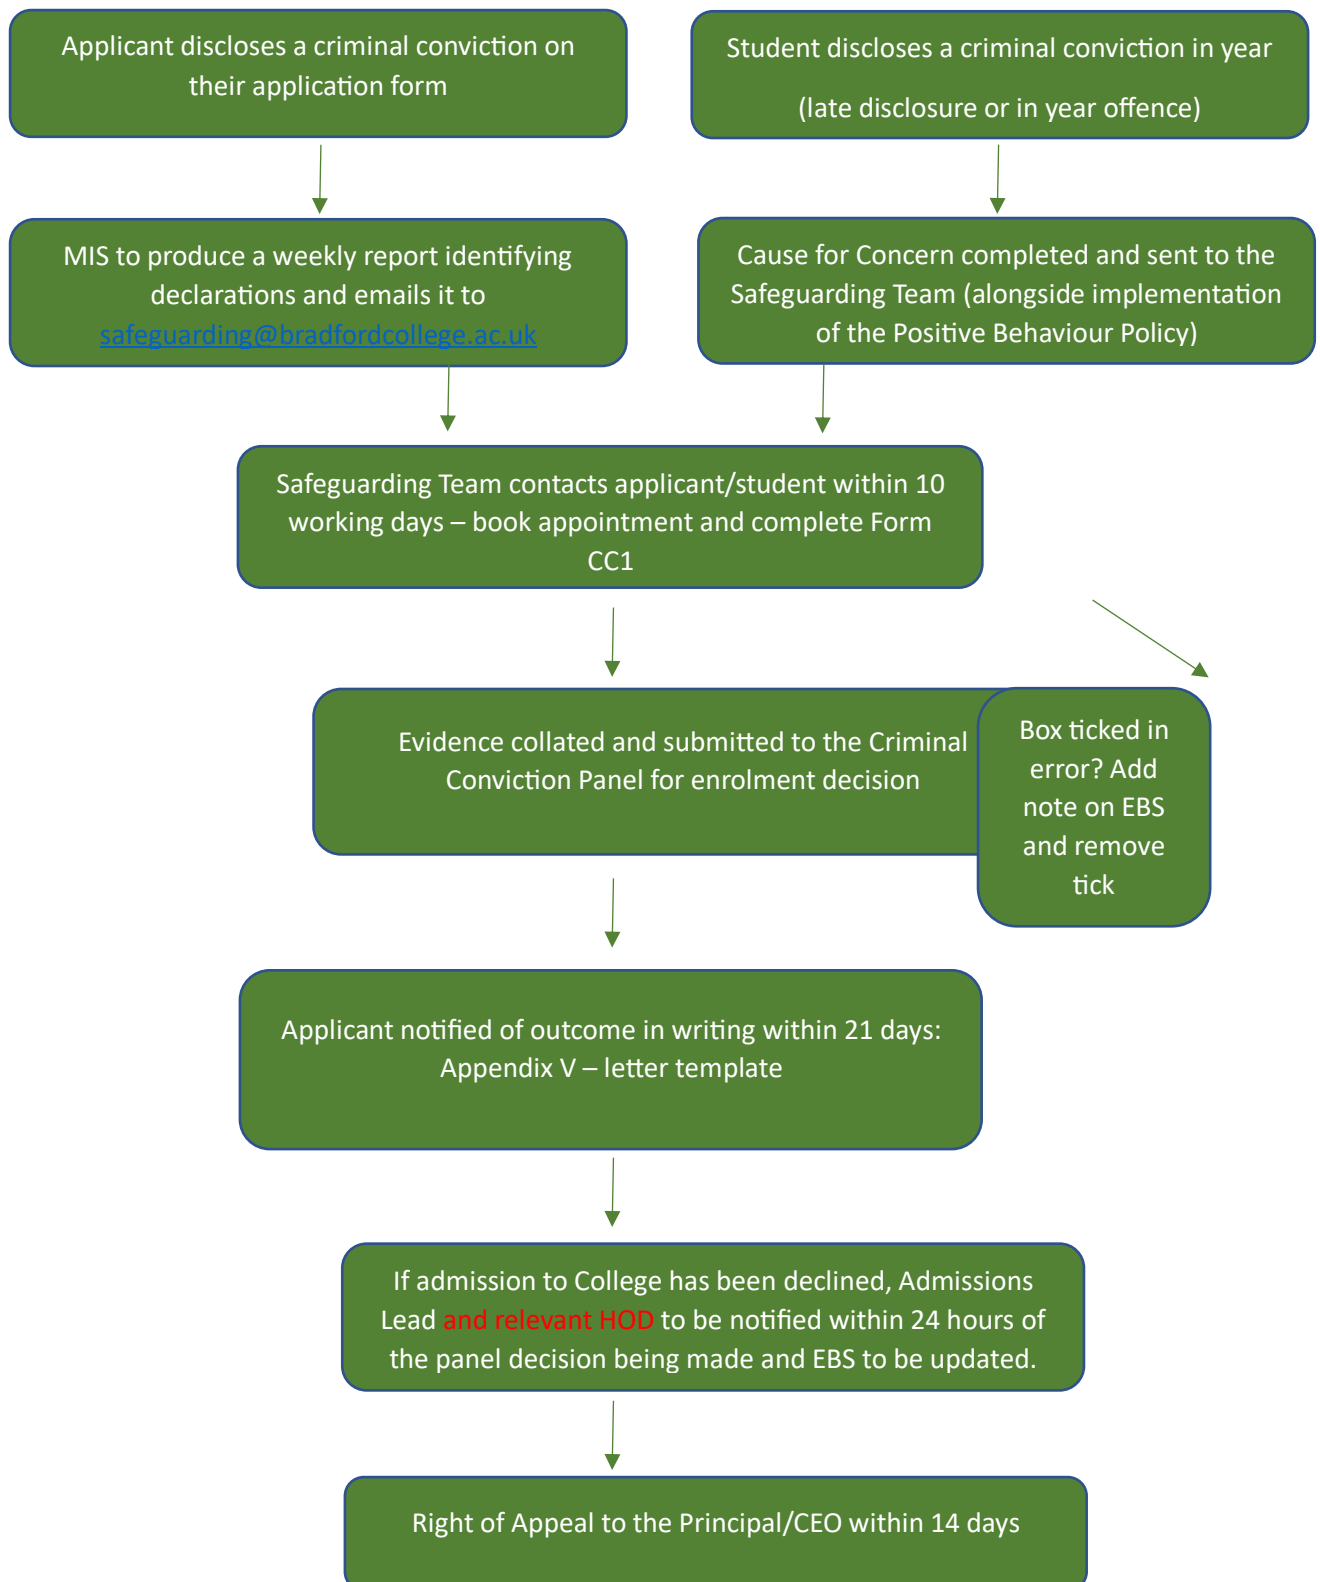 Applicant discloses a criminal conviction on
their application form
Student discloses a criminal conviction in year
(late disclosure or in year offence)
MIS to produce a weekly report identifying
declarations and emails it to
safeguarding@bradfordcollege.ac.uk
Cause for Concern completed and sent to the
Safeguarding Team (alongside implementation
of the Positive Behaviour Policy)
Safeguarding Team contacts applicant/student within 10
working days – book appointment and complete Form
CC1
Evidence collated and submitted to the Criminal
Conviction Panel for enrolment decision
Box ticked in
error? Add
note on EBS
and remove
tick
Applicant notified of outcome in writing within 21 days:
Appendix V – letter template
If admission to College has been declined, Admissions
Lead and relevant HOD to be notified within 24 hours of
the panel decision being made and EBS to be updated.
Right of Appeal to the Principal/CEO within 14 days